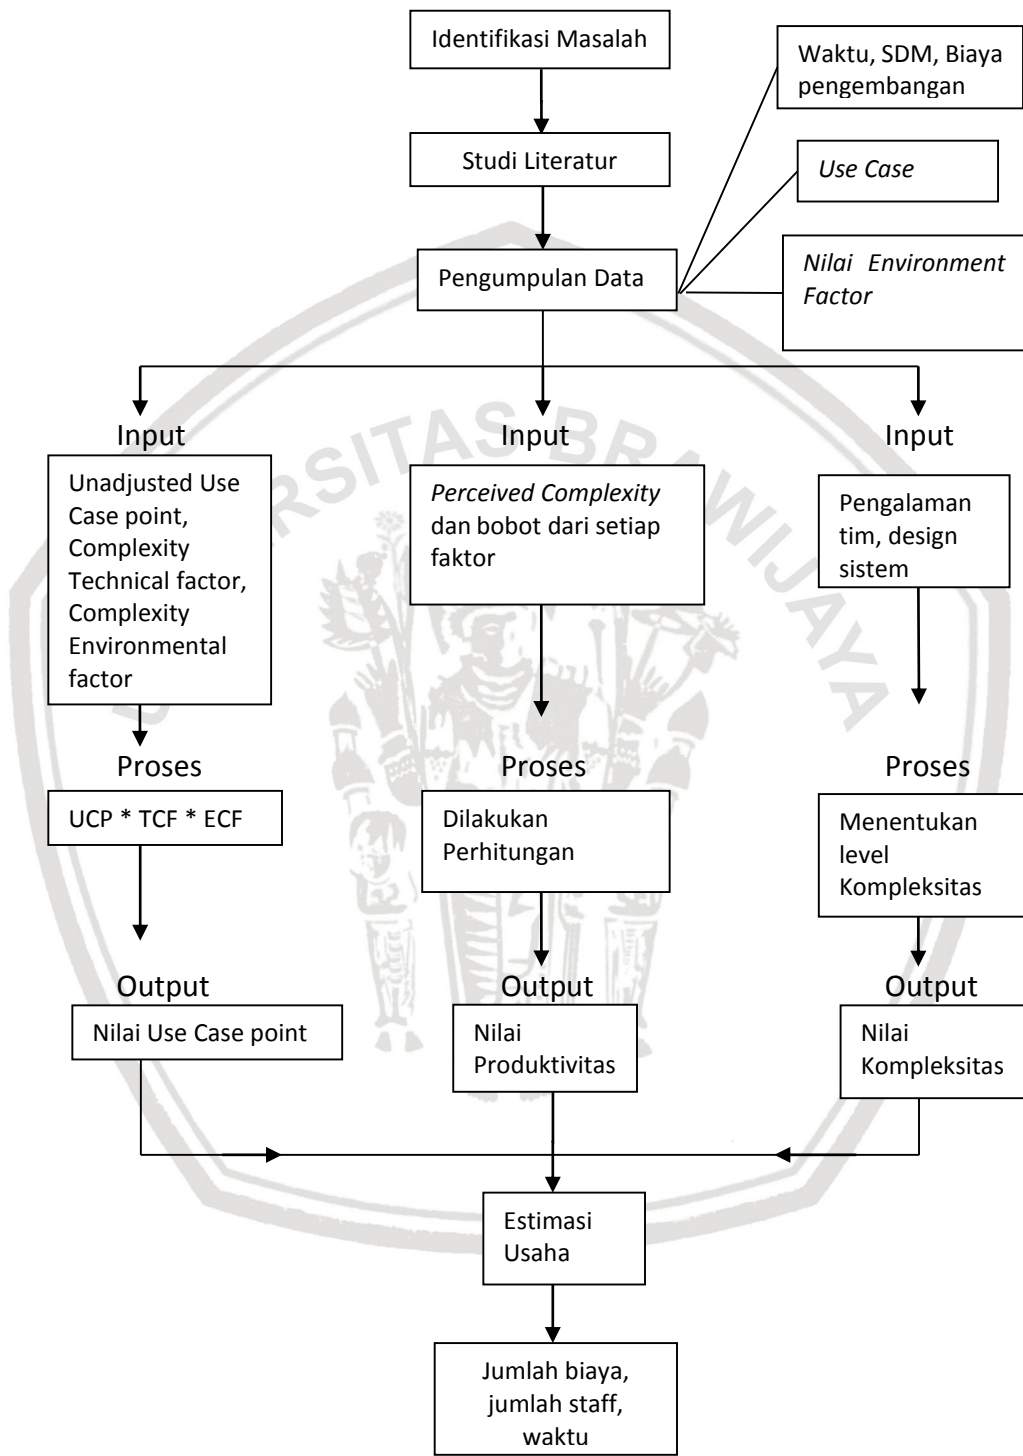 Identifikasi Masalah
Waktu, SDM, Biaya
pengembangan
Studi Literatur
Use Case
Pengumpulan Data
Nilai Environment
Factor
Input
Unadjusted Use
Case point,
Complexity
Technical factor,
Complexity
Environmental
factor
Proses
UCP * TCF * ECF
Output
Nilai Use Case point
Input
Perceived Complexity
dan bobot dari setiap
faktor
Proses
Dilakukan
Perhitungan
Output
Nilai
Produktivitas
Input
Pengalaman
tim, design
sistem
Proses
Menentukan
level
Kompleksitas
Output
Nilai
Kompleksitas
Estimasi
Usaha
Jumlah biaya,
jumlah staff,
waktu
BRAWIJAYA